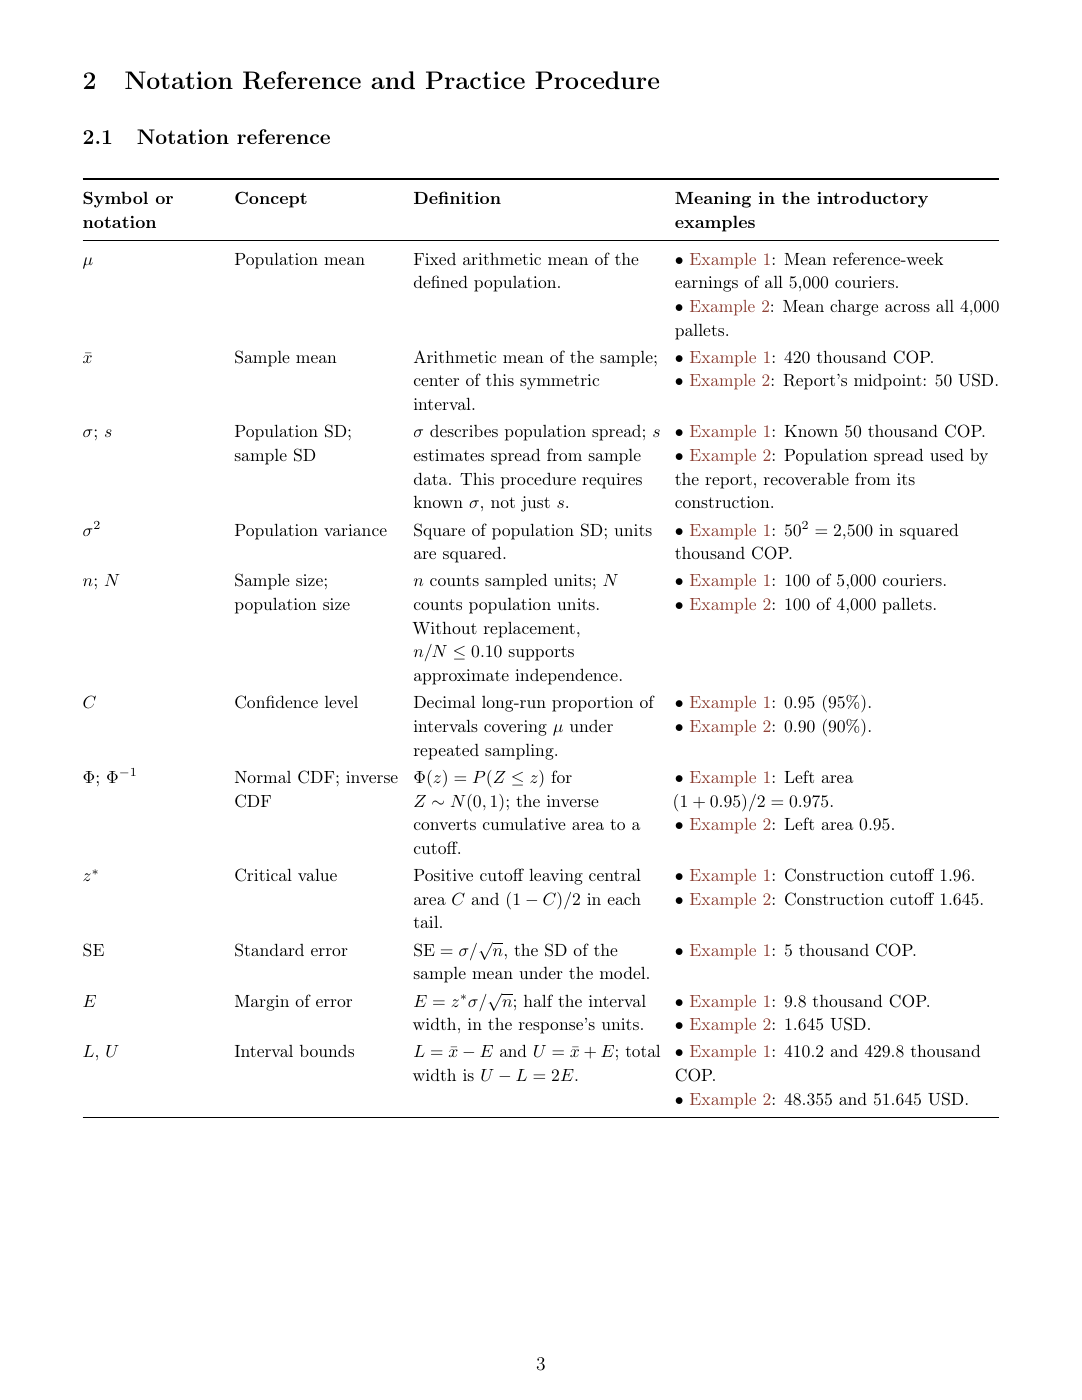 2 Notation Reference and Practice Procedure
2.1 Notation reference
Symbol or notation
Concept
Definition
Meaning in the introductory examples
μ
Population mean
Fixed arithmetic mean of the
defined population.
• Example 1: Mean reference-week
earnings of all 5,000 couriers.
• Example 2: Mean charge across all 4,000
pallets.
x̄
Sample mean
Arithmetic mean of the sample;
center of this symmetric
interval.
• Example 1: 420 thousand COP.
• Example 2: Report's midpoint: 50 USD.
σ; s
Population SD;
sample SD
σ describes population spread; s
estimates spread from sample
data. This procedure requires
known σ, not just s.
• Example 1: Known 50 thousand COP.
• Example 2: Population spread used by
the report, recoverable from its
construction.
σ²
Population variance
Square of population SD; units
are squared.
• Example 1: 50² = 2,500 in squared
thousand COP.
n; N
Sample size;
population size
n counts sampled units; N
counts population units.
Without replacement,
n/N ≤ 0.10 supports
approximate independence.
• Example 1: 100 of 5,000 couriers.
• Example 2: 100 of 4,000 pallets.
C
Confidence level
Decimal long-run proportion of
intervals covering μ under
repeated sampling.
• Example 1: 0.95 (95%).
• Example 2: 0.90 (90%).
Φ; Φ⁻¹
Normal CDF; inverse
CDF
Φ(z) = P(Z ≤ z) for
Z ∼ N(0, 1); the inverse
converts cumulative area to a
cutoff.
• Example 1: Left area
(1 + 0.95)/2 = 0.975.
• Example 2: Left area 0.95.
z*
Critical value
Positive cutoff leaving central
area C and (1 − C)/2 in each
tail.
• Example 1: Construction cutoff 1.96.
• Example 2: Construction cutoff 1.645.
SE
Standard error
SE = σ/√n, the SD of the
sample mean under the model.
• Example 1: 5 thousand COP.
E
Margin of error
E = z*σ/√n; half the interval
width, in the response's units.
• Example 1: 9.8 thousand COP.
• Example 2: 1.645 USD.
L, U
Interval bounds
L = x̄ − E and U = x̄ + E; total
width is U − L = 2E.
• Example 1: 410.2 and 429.8 thousand
COP.
• Example 2: 48.355 and 51.645 USD.
3